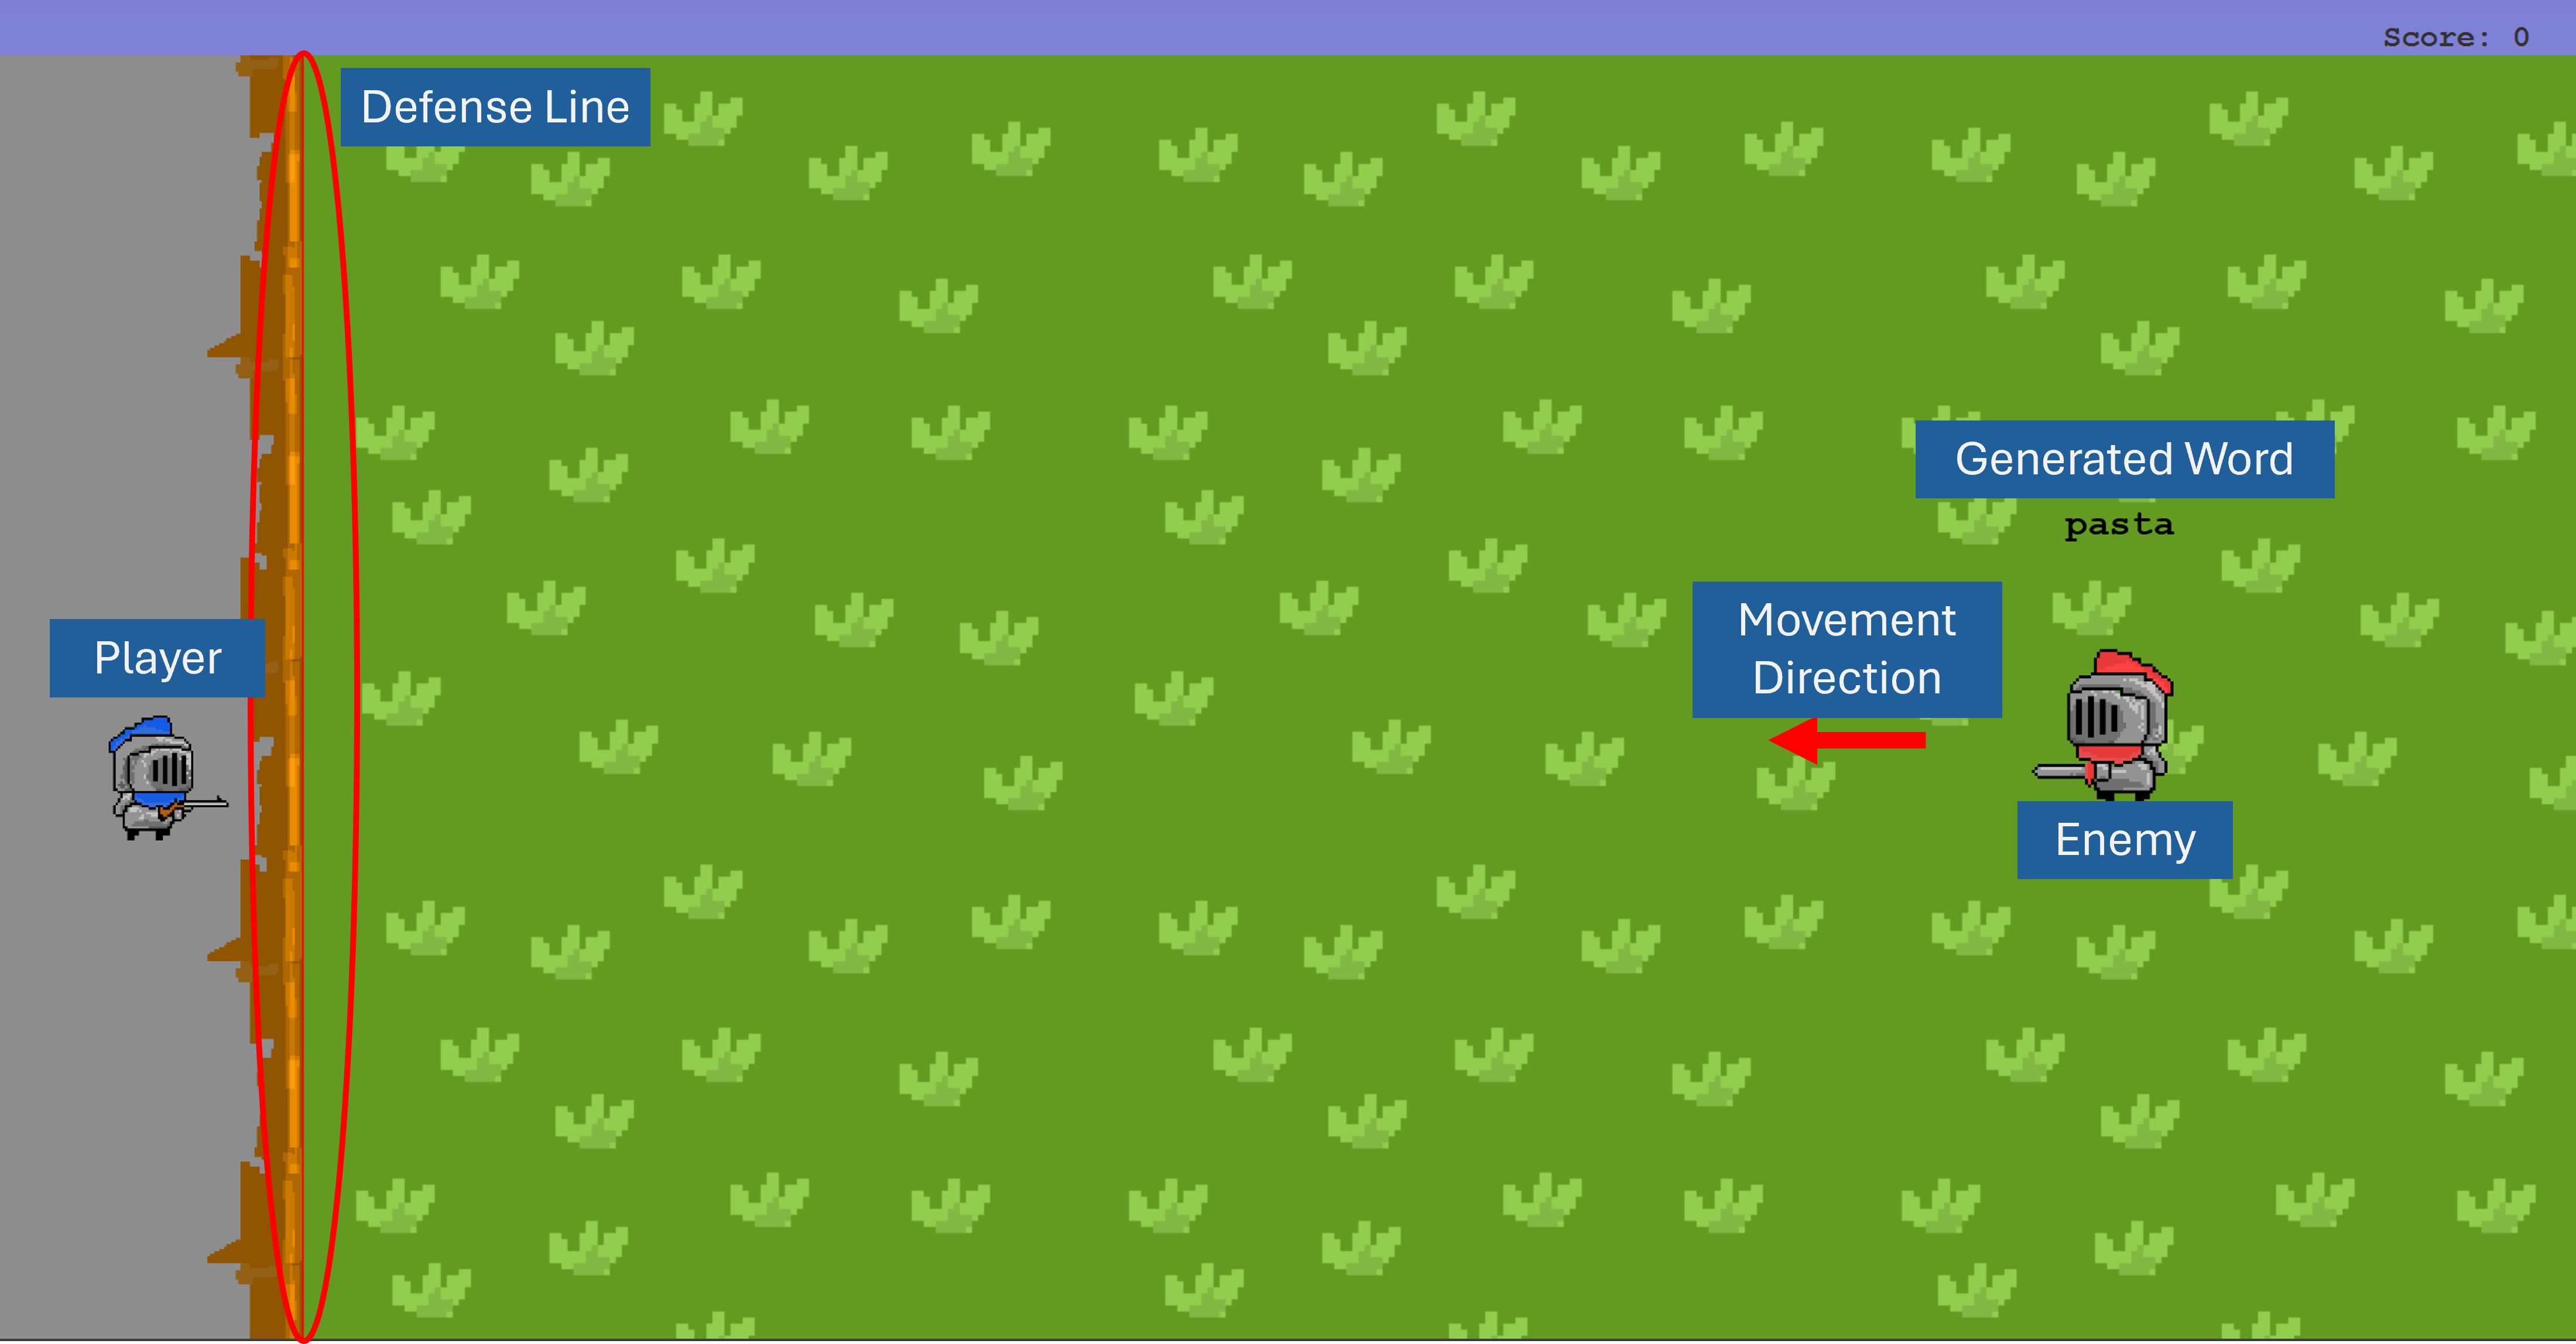 Score: 0
Defense Line
Generated Word
pasta
Movement
Direction
Player
Enemy